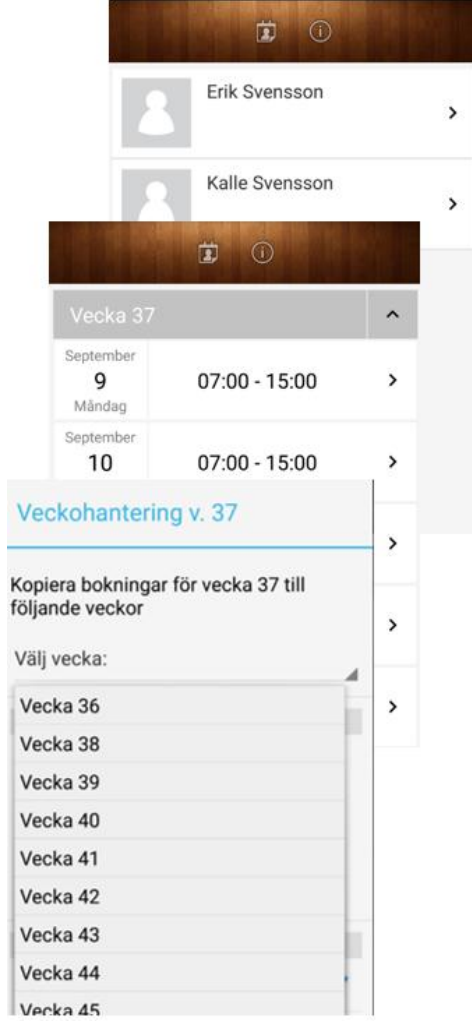 Erik Svensson
Kalle Svensson
Vecka 37
September
9
Måndag
07:00 - 15:00
September
10
07:00 - 15:00
Veckohantering v. 37
Kopiera bokningar för vecka 37 till
följande veckor
Välj vecka:
Vecka 36
Vecka 38
Vecka 39
Vecka 40
Vecka 41
Vecka 42
Vecka 43
Vecka 44
Vecka 45